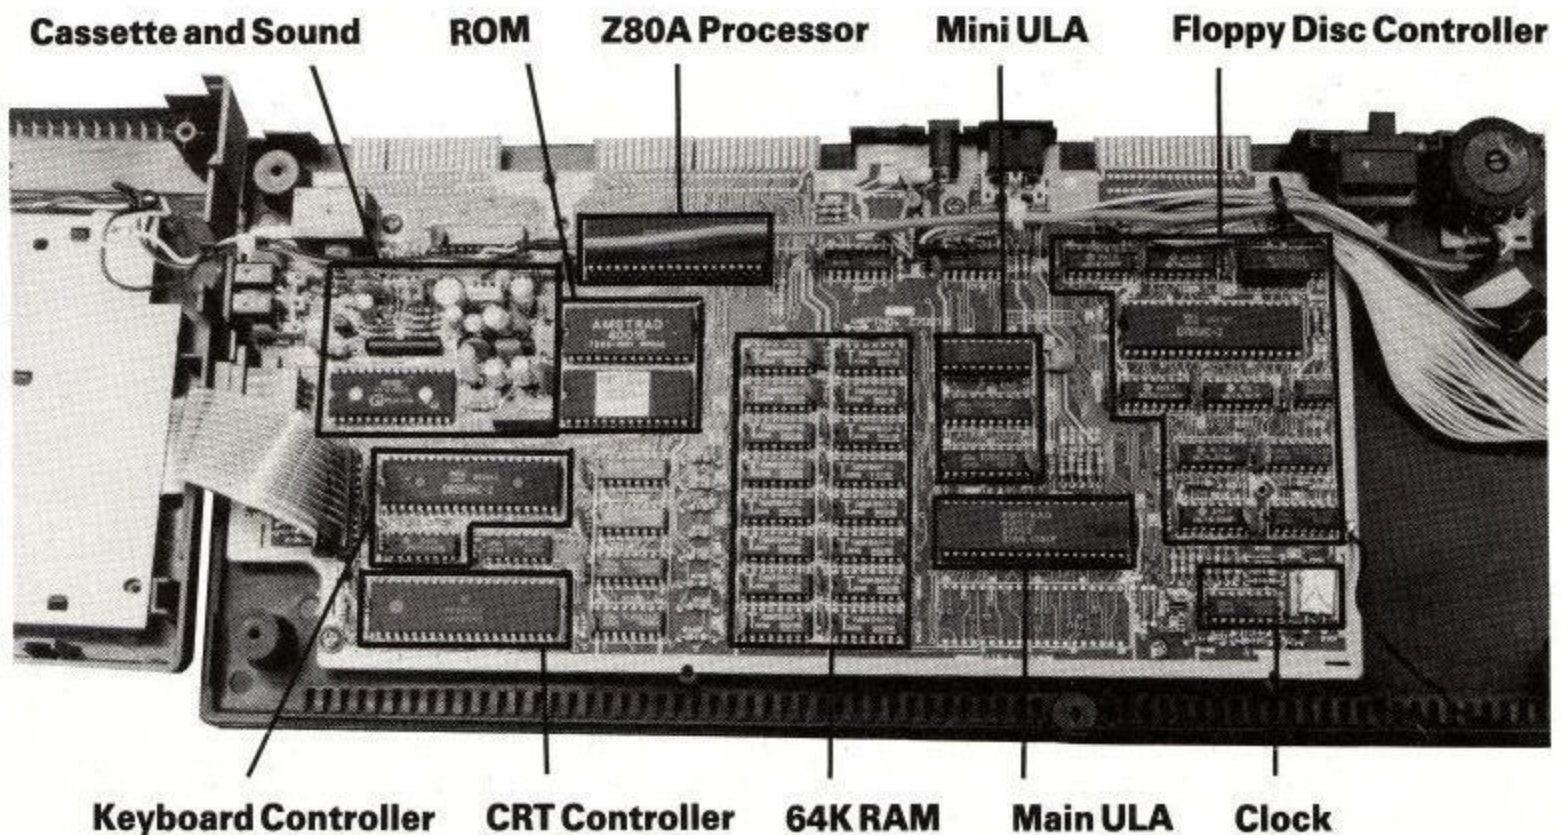 Cassette and Sound
ROM
Z80A Processor
Mini ULA
Floppy Disc Controller
AMSTRAD
Keyboard Controller
CRT Controller
64K RAM
Main ULA
Clock